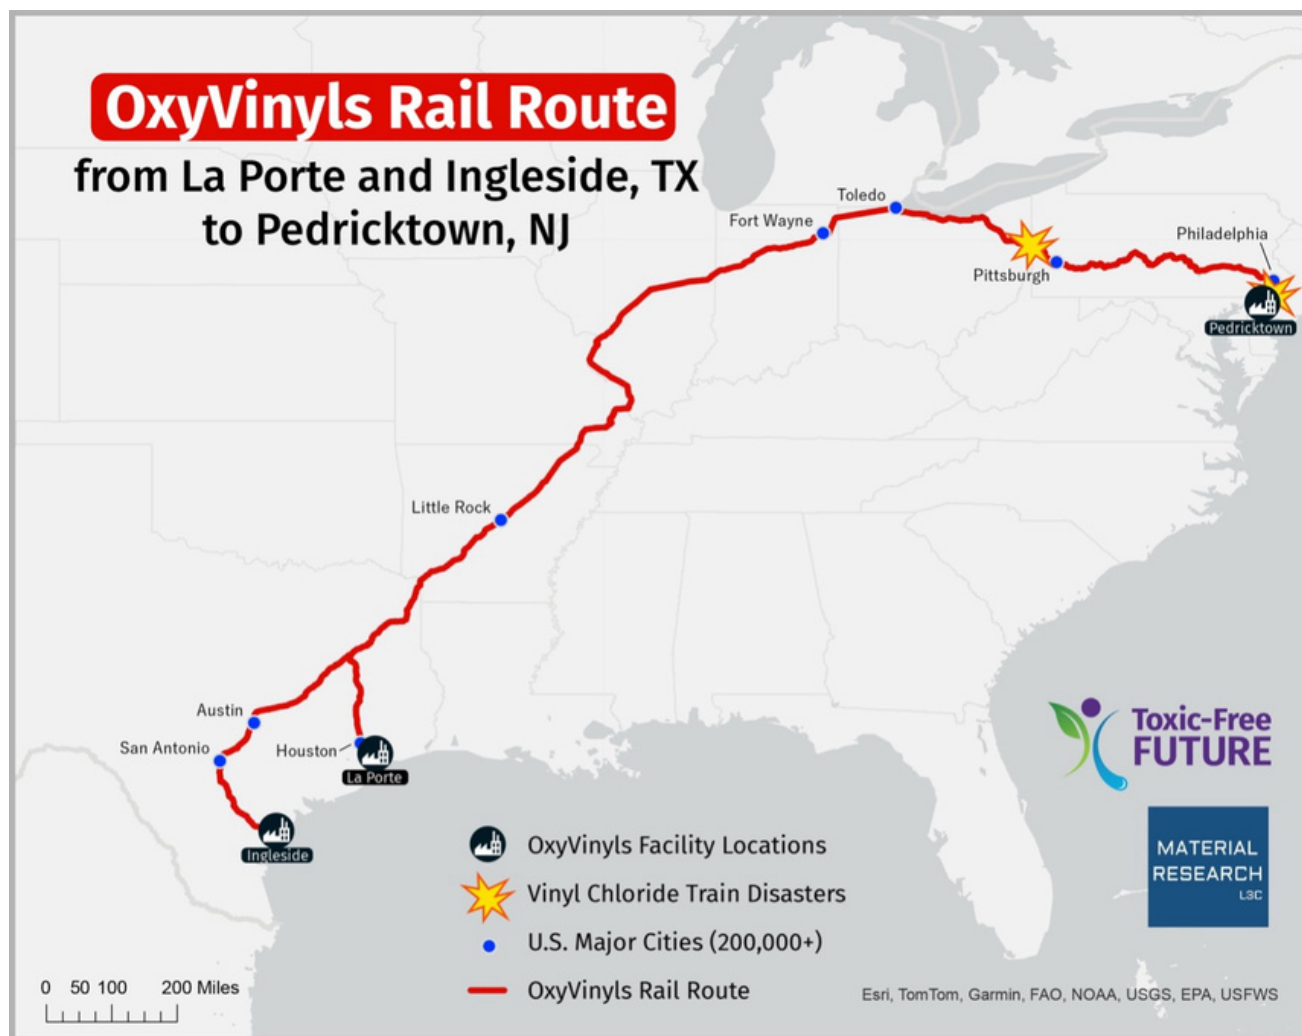 OxyVinyls Rail Route
from La Porte and Ingleside, TX
to Pedricktown, NJ
Toledo
Fort Wayne
Philadelphia
Pittsburgh
Pedricktown
Little Rock
Austin
San Antonio
Houston
La Porte
Ingleside
Toxic-Free
FUTURE
OxyVinyls Facility Locations
Vinyl Chloride Train Disasters
U.S. Major Cities (200,000+)
OxyVinyls Rail Route
MATERIAL
RESEARCH
L3C
0 50 100 200 Miles
Esri, TomTom, Garmin, FAO, NOAA, USGS, EPA, USFWS